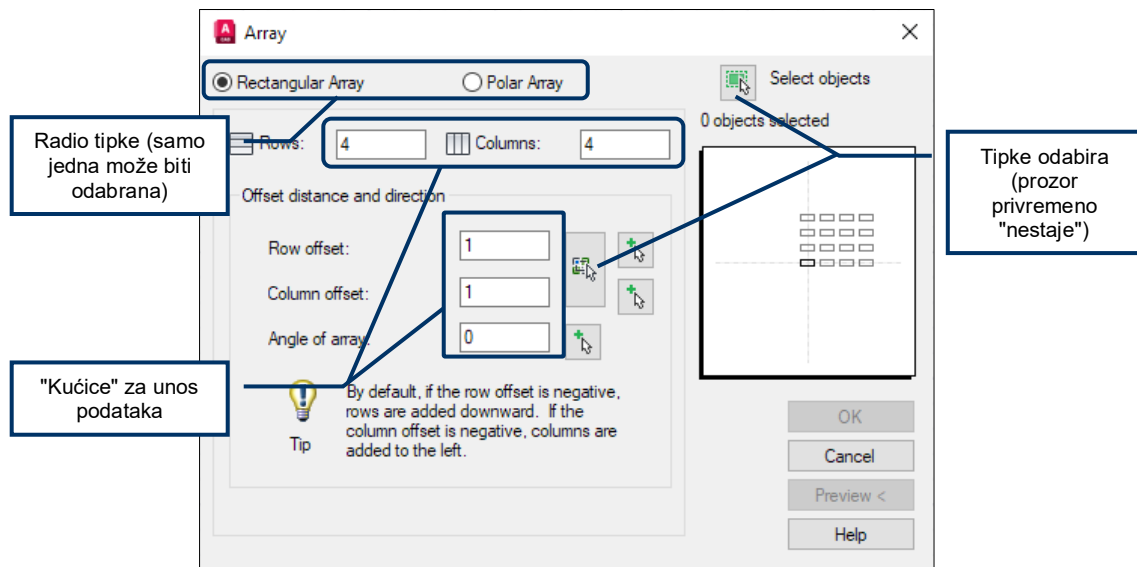 Array
Rectangular Array
Polar Array
Select objects
0 objects selected
Radio tipke (samo
jedna može biti
odabrana)
Rows:
4
Columns:
4
Tipke odabira
(prozor
privremeno
"nestaje")
Offset distance and direction
Row offset:
1
Column offset:
1
Angle of array:
0
"Kućice" za unos
podataka
Tip
By default, if the row offset is negative,
rows are added downward. If the
column offset is negative, columns are
added to the left.
OK
Cancel
Preview <
Help